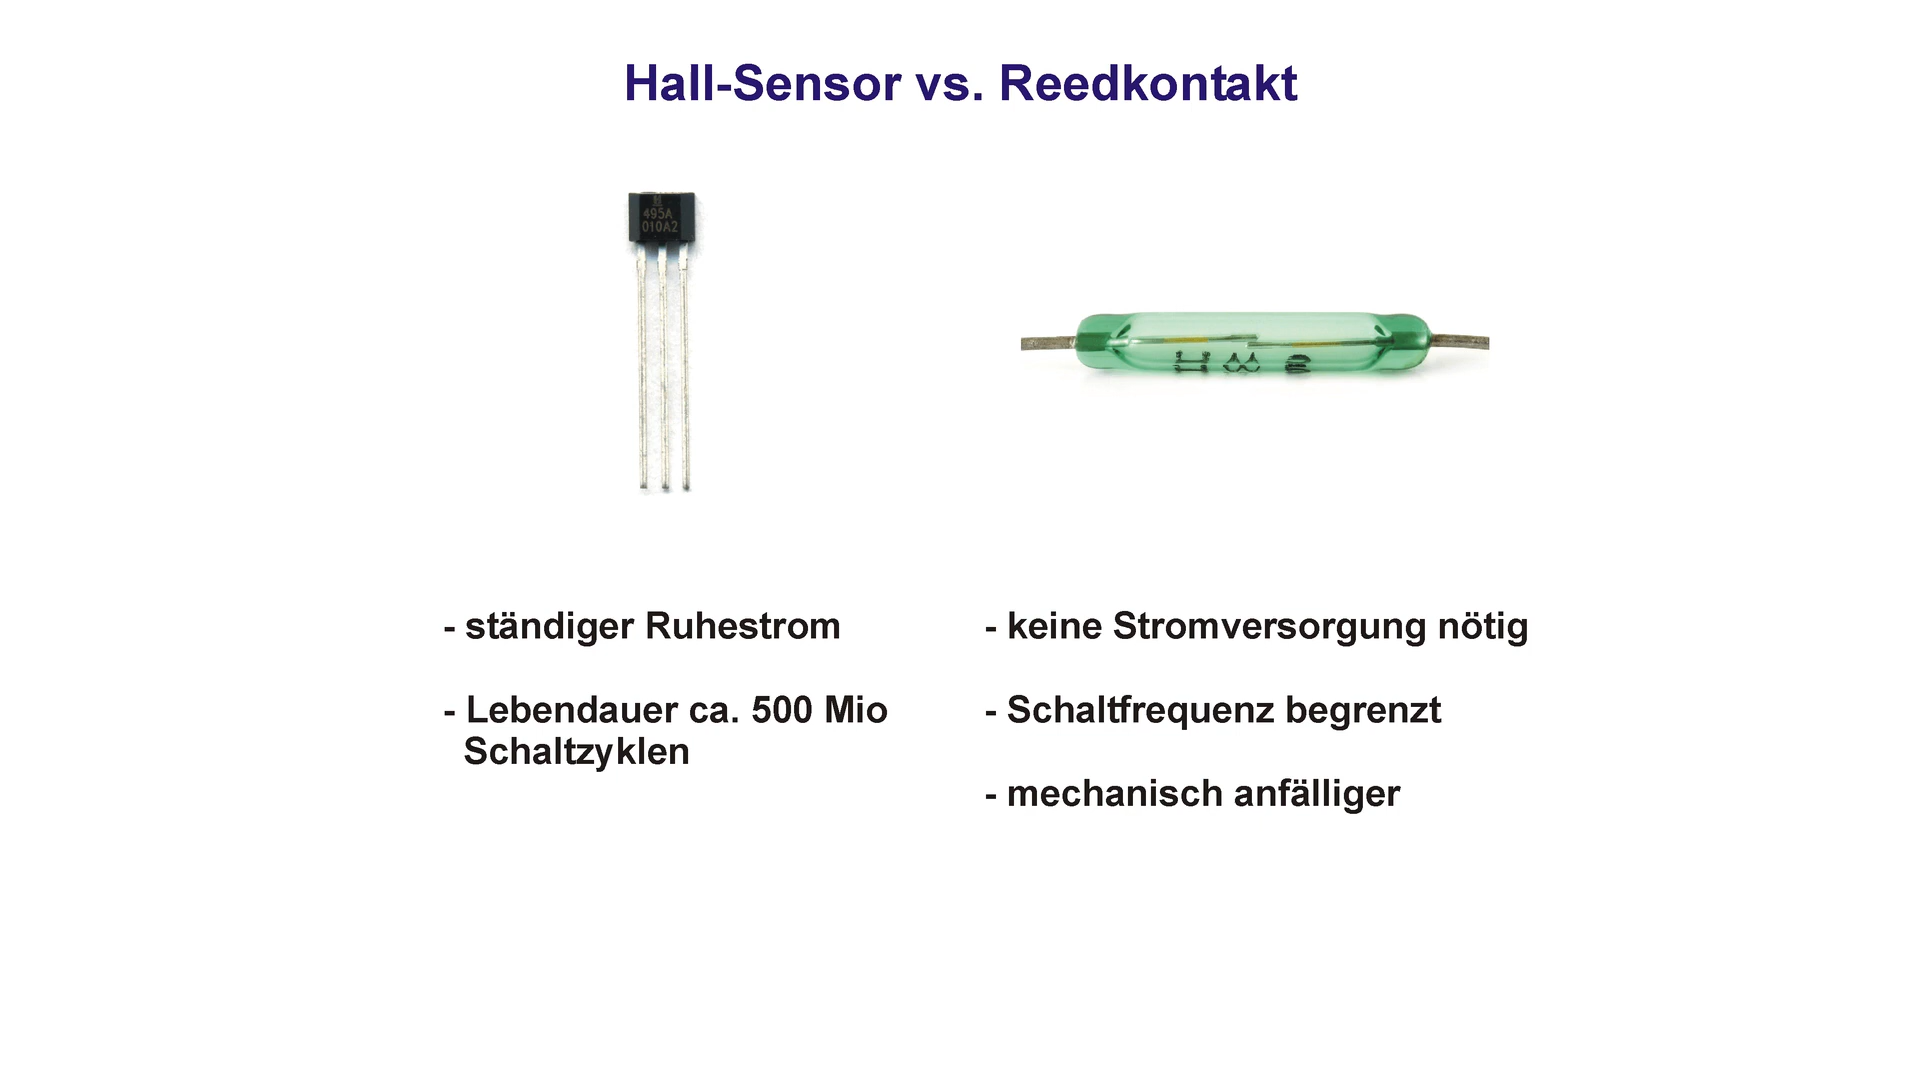 Hall-Sensor vs. Reedkontakt
495A
010A2
- ständiger Ruhestrom
- Lebendauer ca. 500 Mio
Schaltzyklen
- keine Stromversorgung nötig
- Schaltfrequenz begrenzt
- mechanisch anfälliger